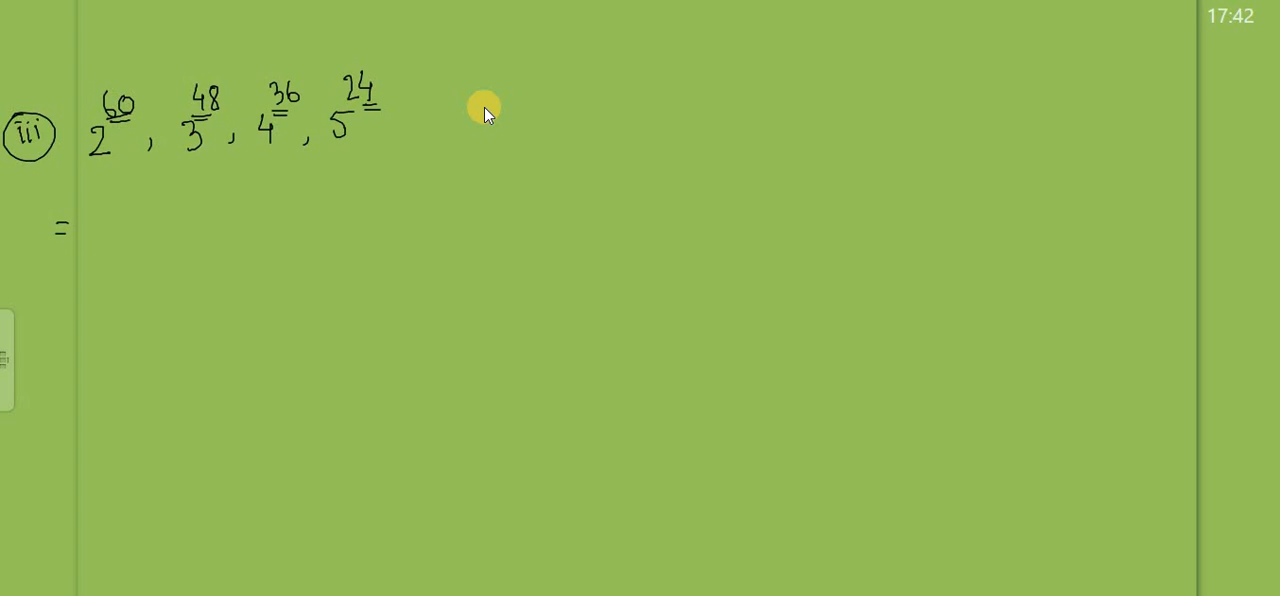 17:42
iii 2^60, 3^48, 4^36, 5^24
=